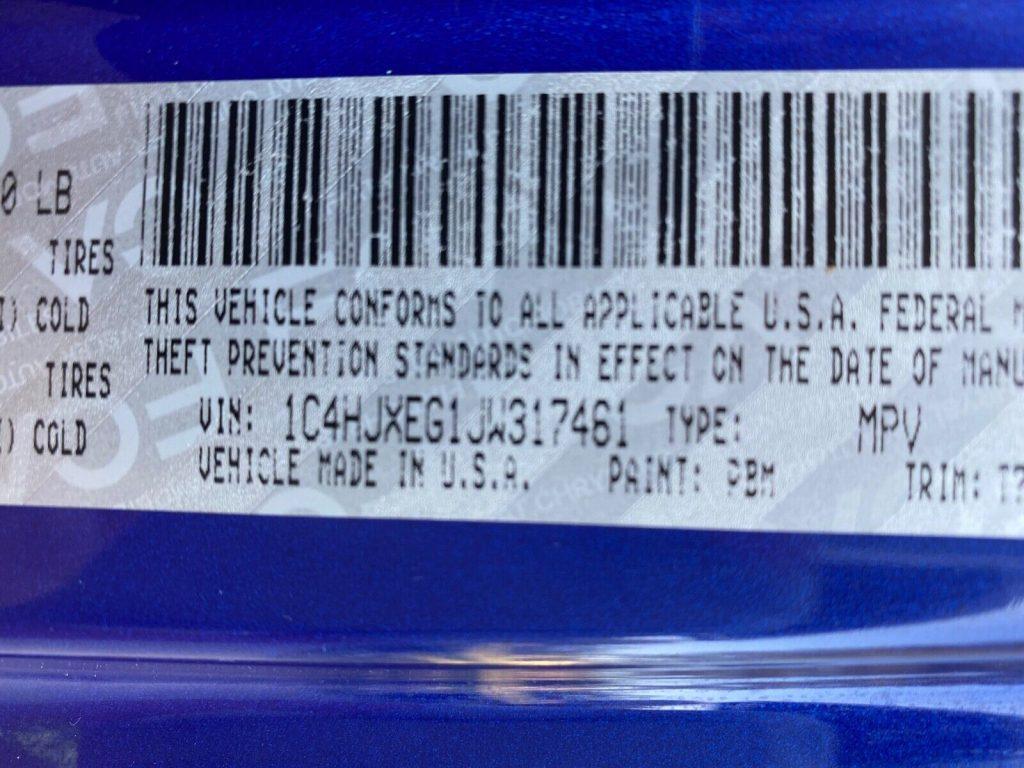 0 LB
TIRES
I) COLD
TIRES
) COLD
THIS VEHICLE CONFORMS TO ALL APPLICABLE U.S.A. FEDERAL M
THEFT PREVENTION STANDARDS IN EFFECT ON THE DATE OF MANU
VIN: 1C4HJXEG1JW317461 TYPE: MPV
VEHICLE MADE IN U.S.A. PAINT: PBM TRIM: T